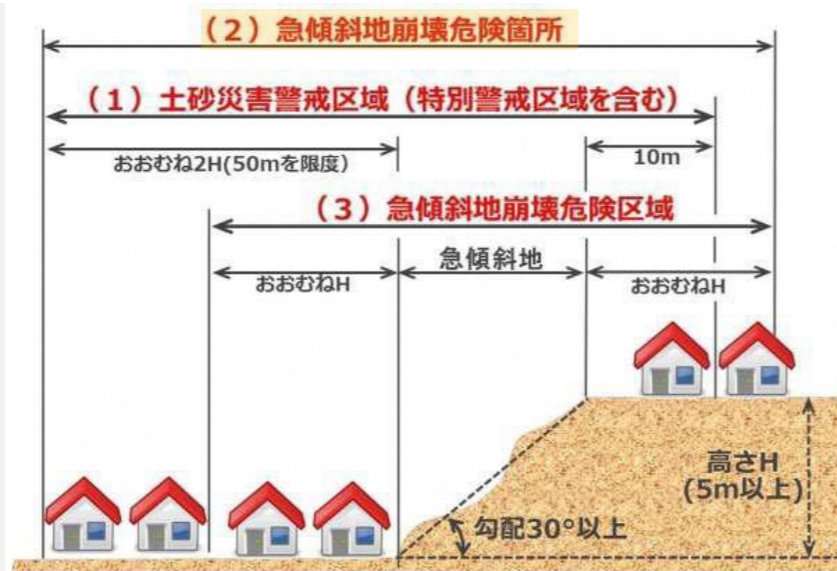 （２）急傾斜地崩壊危険箇所
（１）土砂災害警戒区域（特別警戒区域を含む）
おおむね2H(50mを限度)
10m
（３）急傾斜地崩壊危険区域
おおむねH
急傾斜地
おおむねH
高さH
(5m以上)
勾配30°以上